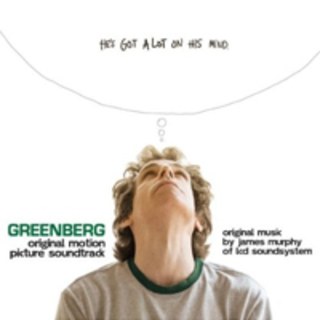 HE'S GOT A LOT ON HIS MIND.
GREENBERG
original motion
picture soundtrack
original music
by james murphy
of lcd soundsystem